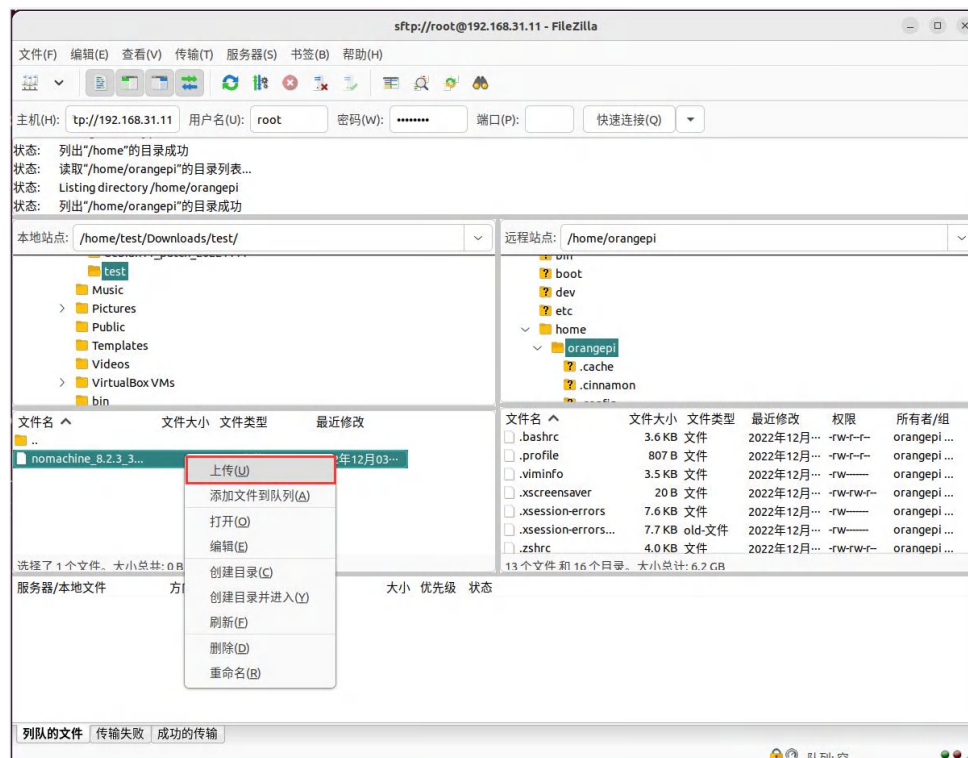 sftp://root@192.168.31.11 - FileZilla
文件(F) 编辑(E) 查看(V) 传输(T) 服务器(S) 书签(B) 帮助(H)
主机(H): tp://192.168.31.11 用户名(U): root 密码(W): •••••••• 端口(P): 快速连接(Q)
状态: 列出"/home"的目录成功
状态: 读取"/home/orangepi"的目录列表...
状态: Listing directory /home/orangepi
状态: 列出"/home/orangepi"的目录成功
本地站点: /home/test/Downloads/test/
test
Music
Pictures
Public
Templates
Videos
VirtualBox VMs
bin
远程站点: /home/orangepi
bin
boot
dev
etc
home
orangepi
.cache
.cinnamon
文件名 文件大小 文件类型 最近修改
..
nomachine_8.2.3_3... 年12月03···
选择了 1 个文件。大小总共: 0 B
文件名 文件大小 文件类型 最近修改 权限 所有者/组
.bashrc 3.6 KB 文件 2022年12月··· -rw-r--r-- orangepi ...
.profile 807 B 文件 2022年12月··· -rw-r--r-- orangepi ...
.viminfo 3.5 KB 文件 2022年12月··· -rw------- orangepi ...
.xscreensaver 20 B 文件 2022年12月··· -rw-rw-r-- orangepi ...
.xsession-errors 7.6 KB 文件 2022年12月··· -rw------- orangepi ...
.xsession-errors... 7.7 KB old-文件 2022年12月··· -rw------- orangepi ...
.zshrc 4.0 KB 文件 2022年12月··· -rw-rw-r-- orangepi ...
13 个文件 和 16 个目录。大小总计: 6.2 GB
上传(U)
添加文件到队列(A)
打开(O)
编辑(E)
创建目录(C)
创建目录并进入(Y)
刷新(F)
删除(D)
重命名(R)
服务器/本地文件 大小 优先级 状态
列队的文件 传输失败 成功的传输
队列: 空